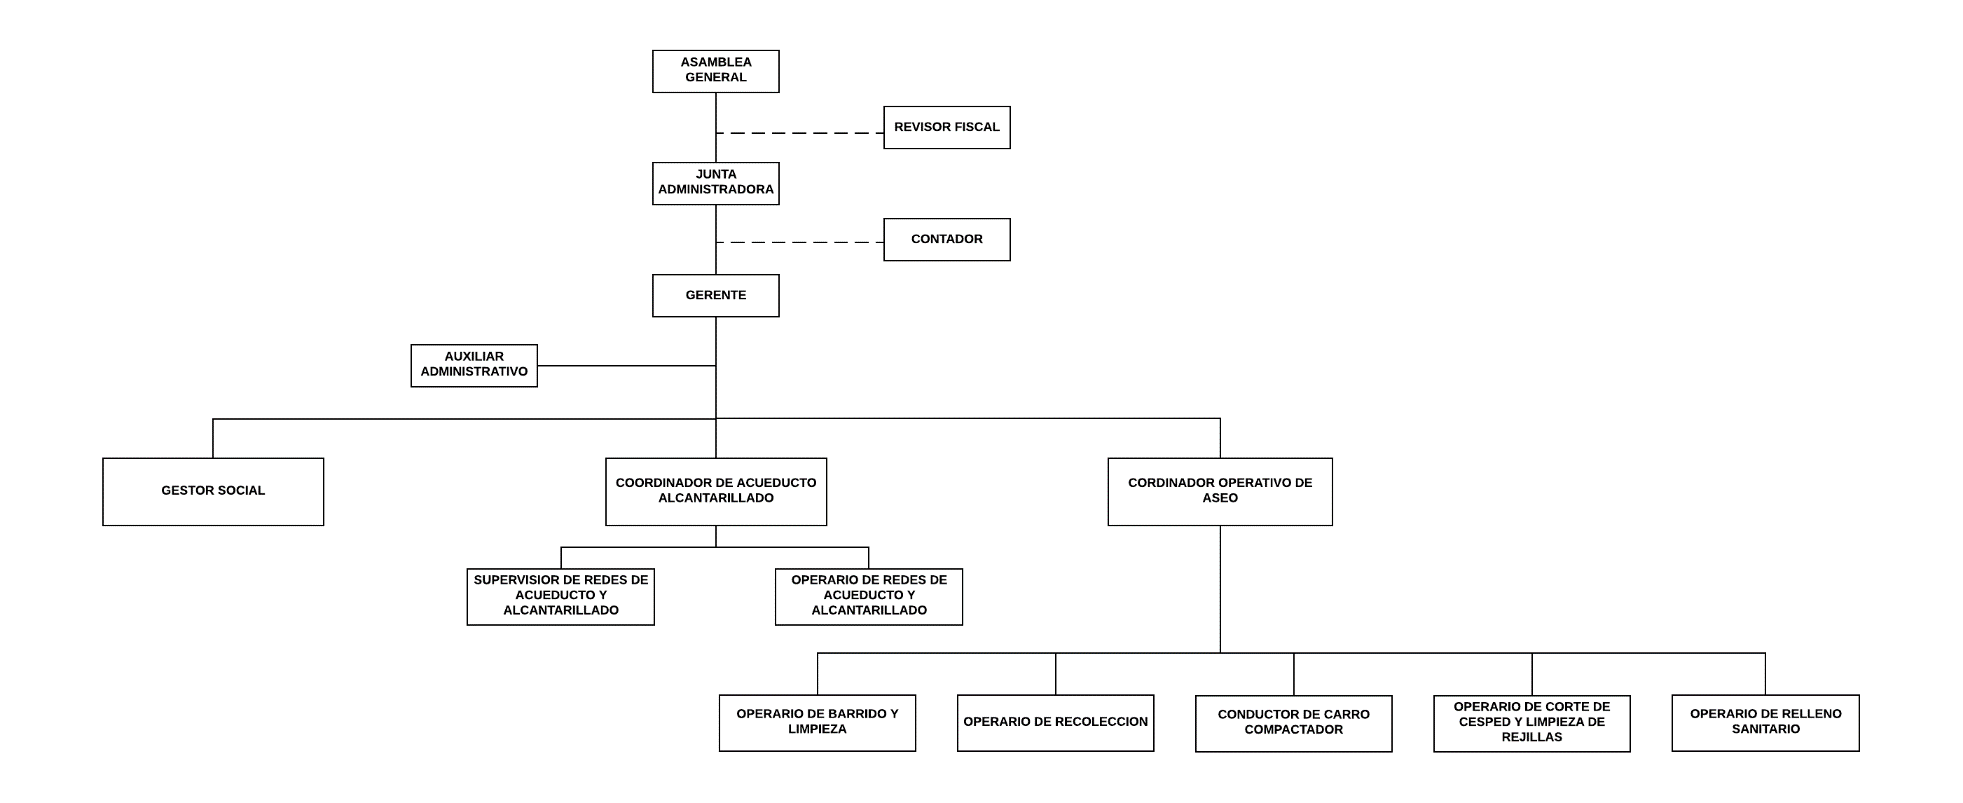 ASAMBLEA
GENERAL
REVISOR FISCAL
JUNTA
ADMINISTRADORA
CONTADOR
GERENTE
AUXILIAR
ADMINISTRATIVO
GESTOR SOCIAL
COORDINADOR DE ACUEDUCTO
ALCANTARILLADO
CORDINADOR OPERATIVO DE
ASEO
SUPERVISIOR DE REDES DE
ACUEDUCTO Y
ALCANTARILLADO
OPERARIO DE REDES DE
ACUEDUCTO Y
ALCANTARILLADO
OPERARIO DE BARRIDO Y
LIMPIEZA
OPERARIO DE RECOLECCION
CONDUCTOR DE CARRO
COMPACTADOR
OPERARIO DE CORTE DE
CESPED Y LIMPIEZA DE
REJILLAS
OPERARIO DE RELLENO
SANITARIO